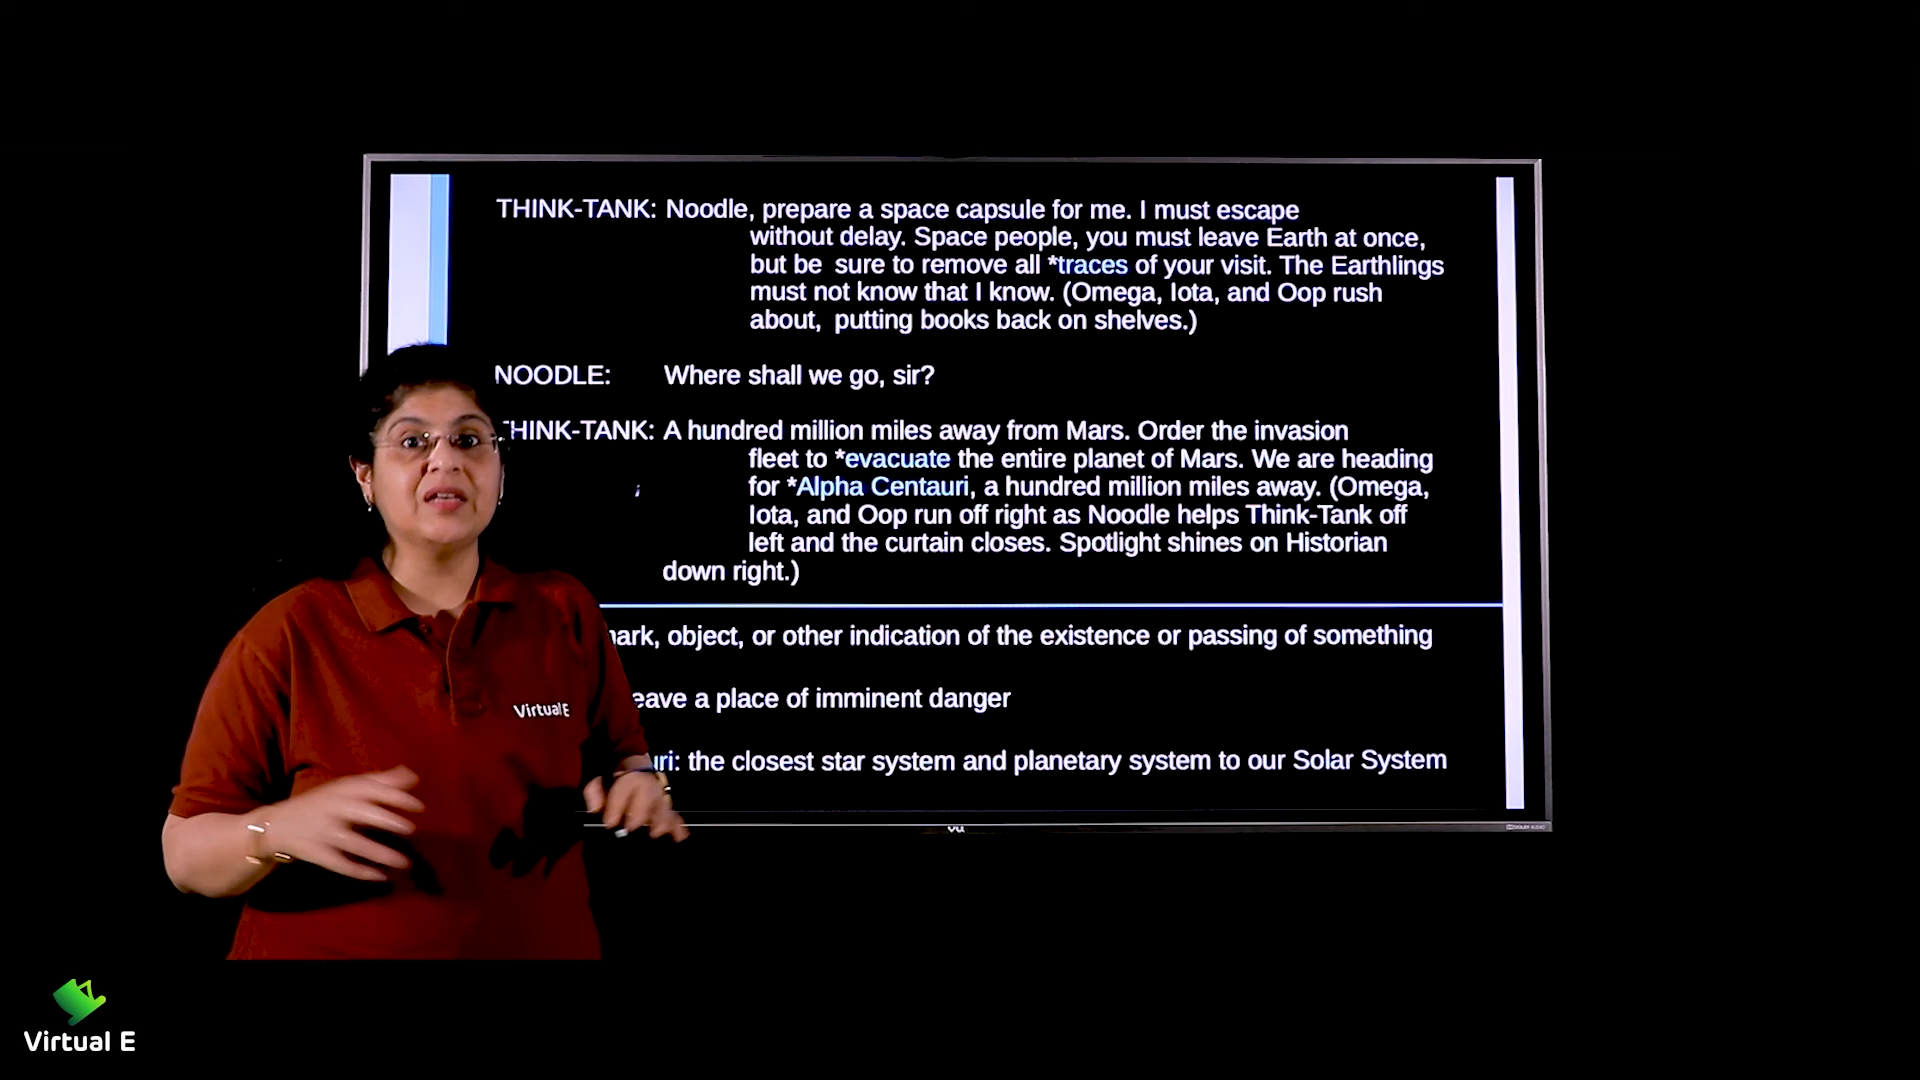 THINK-TANK: Noodle, prepare a space capsule for me. I must escape
without delay. Space people, you must leave Earth at once,
but be sure to remove all *traces of your visit. The Earthlings
must not know that I know. (Omega, Iota, and Oop rush
about, putting books back on shelves.)
NOODLE: Where shall we go, sir?
THINK-TANK: A hundred million miles away from Mars. Order the invasion
fleet to *evacuate the entire planet of Mars. We are heading
for *Alpha Centauri, a hundred million miles away. (Omega,
Iota, and Oop run off right as Noodle helps Think-Tank off
left and the curtain closes. Spotlight shines on Historian
down right.)
mark, object, or other indication of the existence or passing of something
eave a place of imminent danger
uri: the closest star system and planetary system to our Solar System
Virtual E
Virtual E